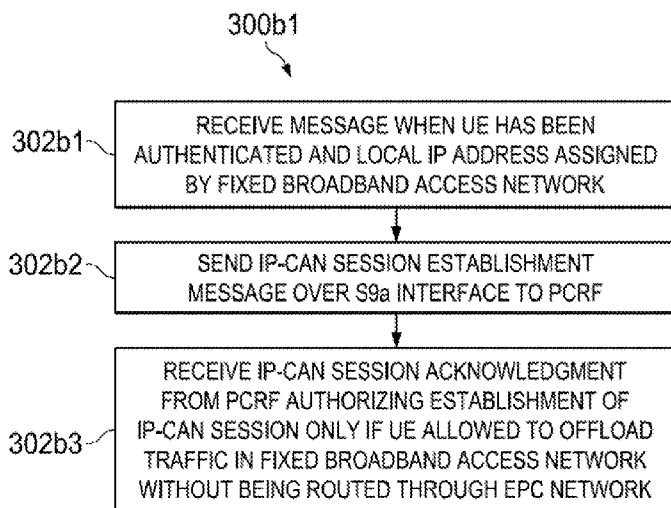 300b1
302b1
RECEIVE MESSAGE WHEN UE HAS BEEN
AUTHENTICATED AND LOCAL IP ADDRESS ASSIGNED
BY FIXED BROADBAND ACCESS NETWORK
302b2
SEND IP-CAN SESSION ESTABLISHMENT
MESSAGE OVER S9a INTERFACE TO PCRF
302b3
RECEIVE IP-CAN SESSION ACKNOWLEDGMENT
FROM PCRF AUTHORIZING ESTABLISHMENT OF
IP-CAN SESSION ONLY IF UE ALLOWED TO OFFLOAD
TRAFFIC IN FIXED BROADBAND ACCESS NETWORK
WITHOUT BEING ROUTED THROUGH EPC NETWORK